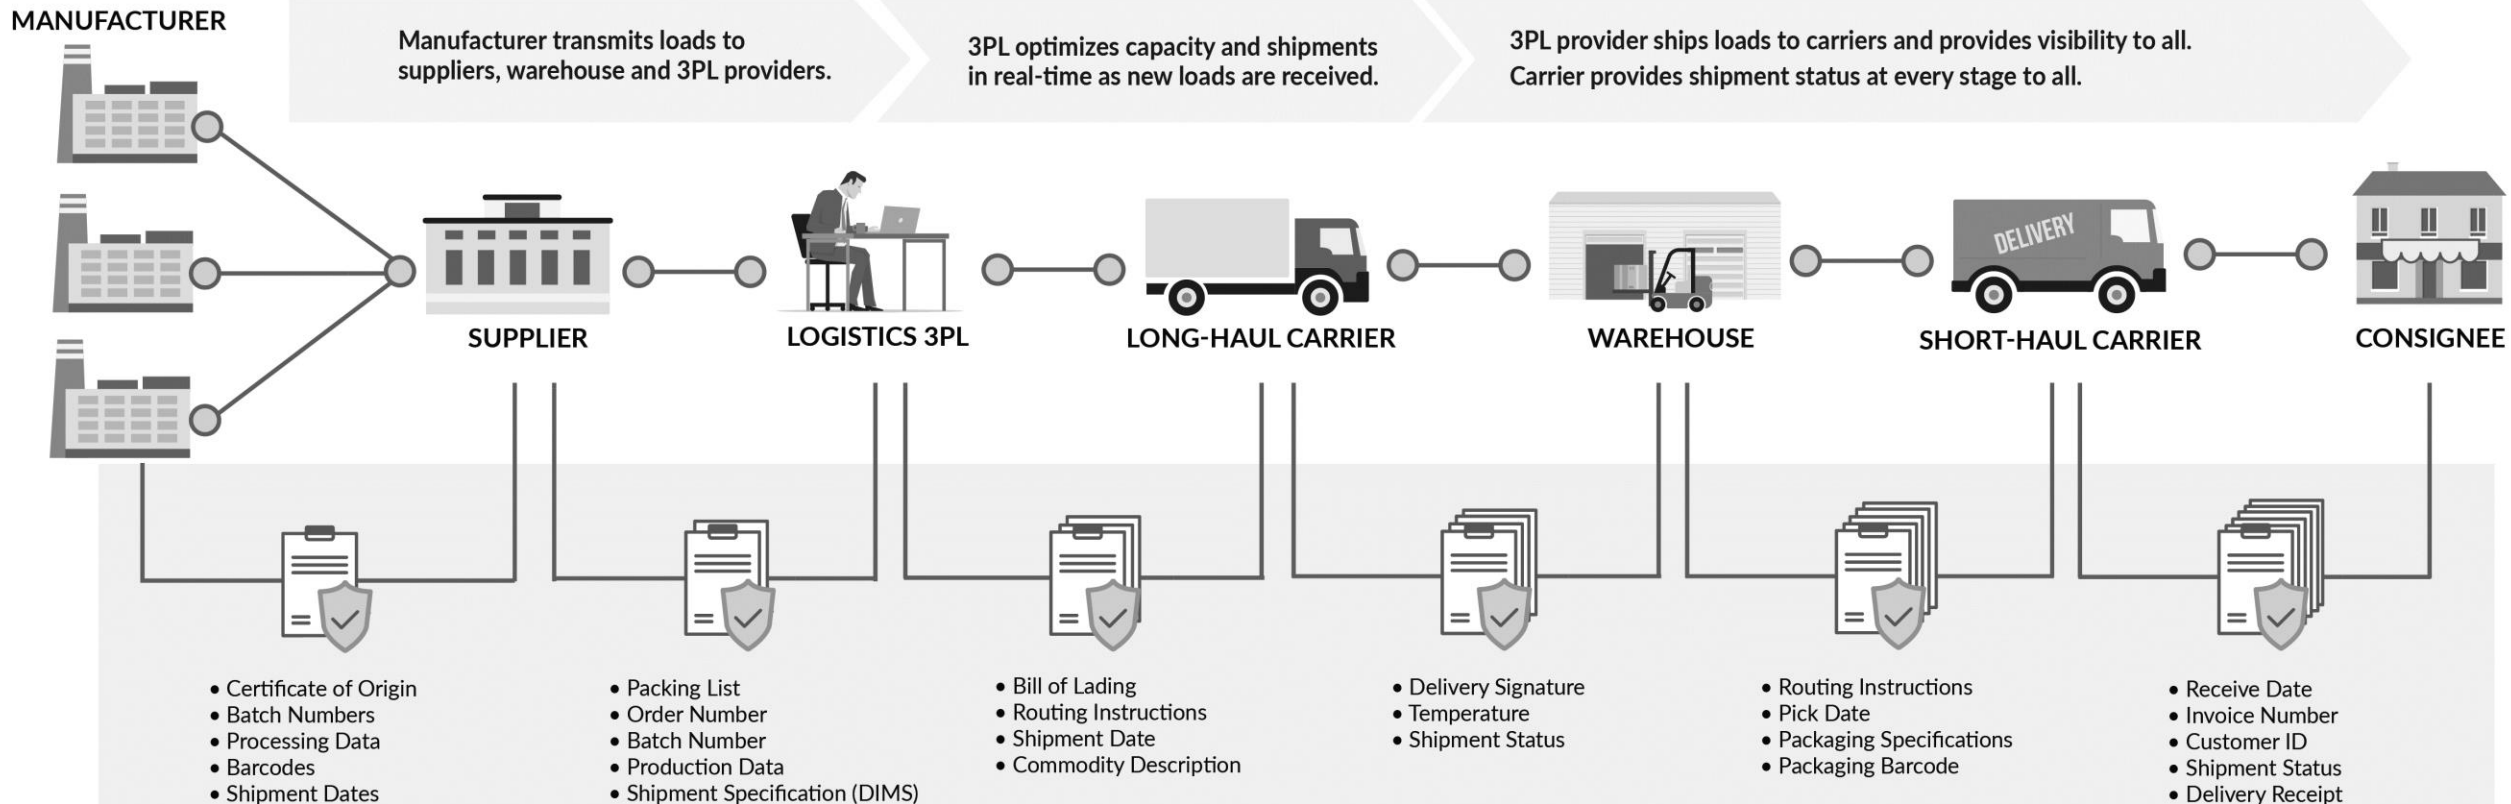 MANUFACTURER
Manufacturer transmits loads to
suppliers, warehouse and 3PL providers.
3PL optimizes capacity and shipments
in real-time as new loads are received.
3PL provider ships loads to carriers and provides visibility to all.
Carrier provides shipment status at every stage to all.
DELIVERY
SUPPLIER
LOGISTICS 3PL
LONG-HAUL CARRIER
WAREHOUSE
SHORT-HAUL CARRIER
CONSIGNEE
• Certificate of Origin
• Batch Numbers
• Processing Data
• Barcodes
• Shipment Dates
• Packing List
• Order Number
• Batch Number
• Production Data
• Shipment Specification (DIMS)
• Bill of Lading
• Routing Instructions
• Shipment Date
• Commodity Description
• Delivery Signature
• Temperature
• Shipment Status
• Routing Instructions
• Pick Date
• Packaging Specifications
• Packaging Barcode
• Receive Date
• Invoice Number
• Customer ID
• Shipment Status
• Delivery Receipt